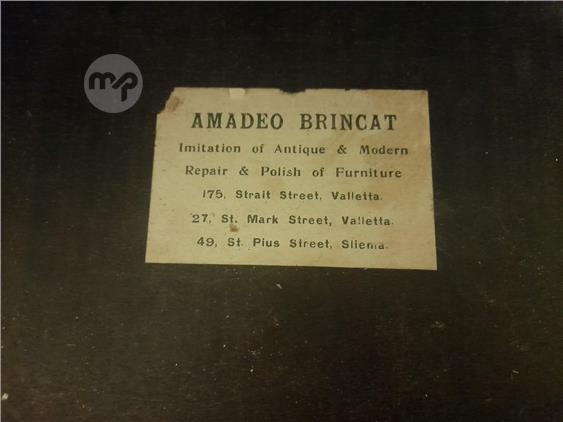 mp
AMADEO BRINCAT
Imitation of Antique & Modern
Repair & Polish of Furniture
175, Strait Street, Valletta.
27, St. Mark Street, Valletta.
49, St. Pius Street, Sliema.